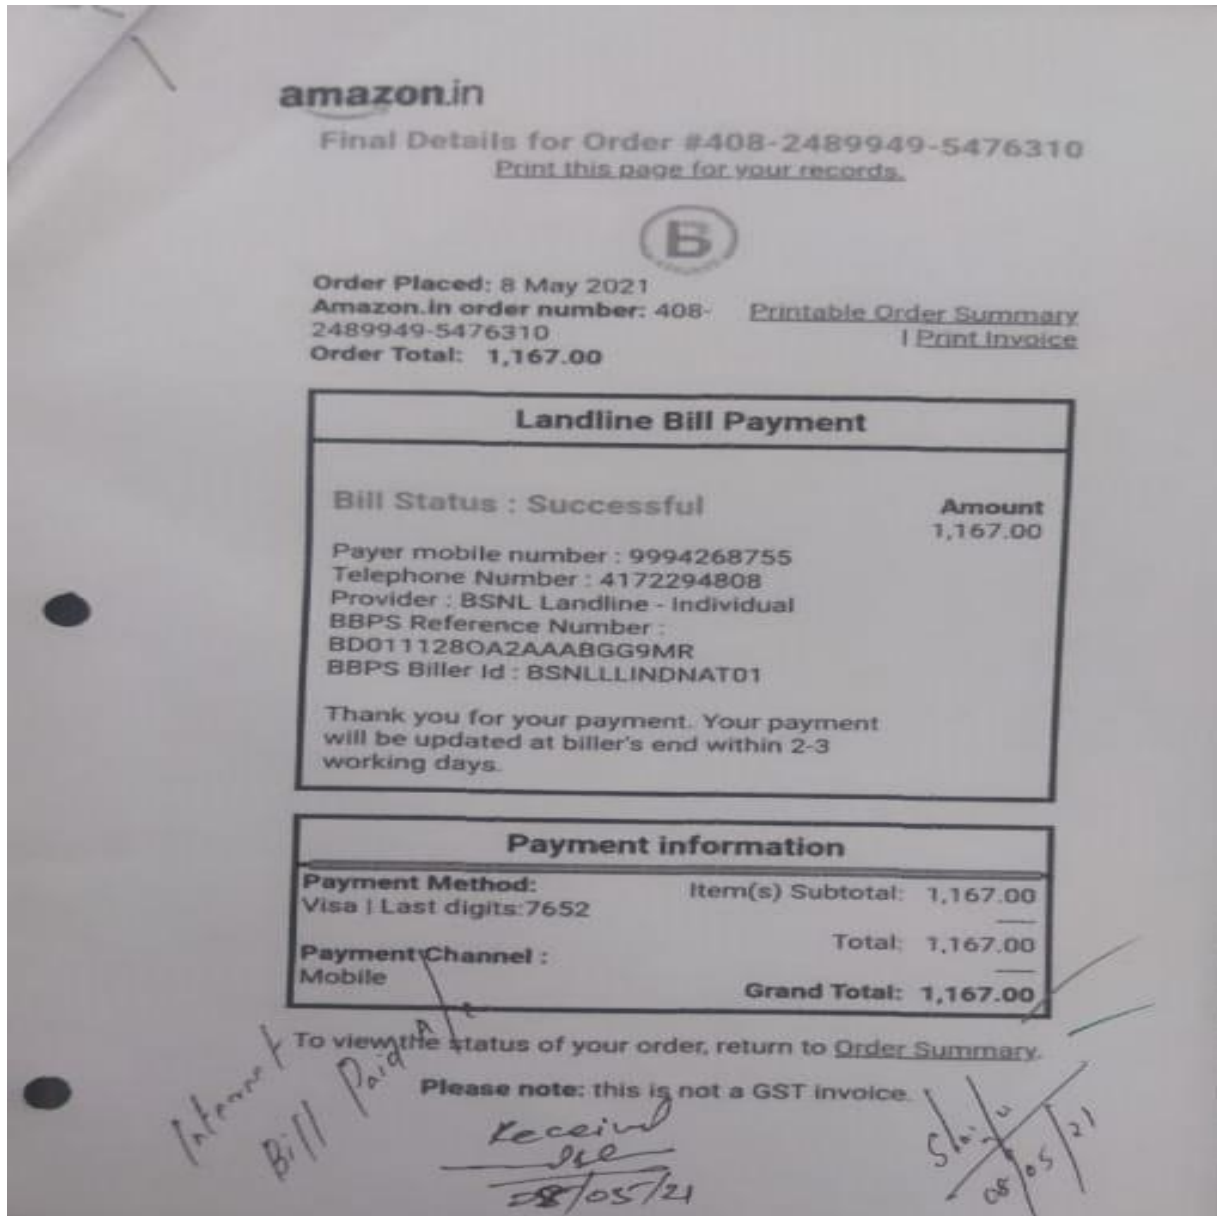 amazon.in
Final Details for Order #408-2489949-5476310
Print this page for your records.
B
Order Placed: 8 May 2021
Amazon.in order number: 408-
2489949-5476310
Order Total: 1,167.00
Printable Order Summary
| Print Invoice
Landline Bill Payment
Bill Status : Successful
Amount
1,167.00
Payer mobile number : 9994268755
Telephone Number : 4172294808
Provider : BSNL Landline - Individual
BBPS Reference Number :
BD011128OA2AAABGG9MR
BBPS Biller Id : BSNLLLINDNAT01
Thank you for your payment. Your payment
will be updated at biller's end within 2-3
working days.
Payment information
Payment Method:
Visa | Last digits:7652
Payment Channel :
Mobile
Item(s) Subtotal: 1,167.00
Total: 1,167.00
Grand Total: 1,167.00
To view the status of your order, return to Order Summary.
Please note: this is not a GST invoice.
Internet
Bill Paid
Received
08/05/21
08/05/21